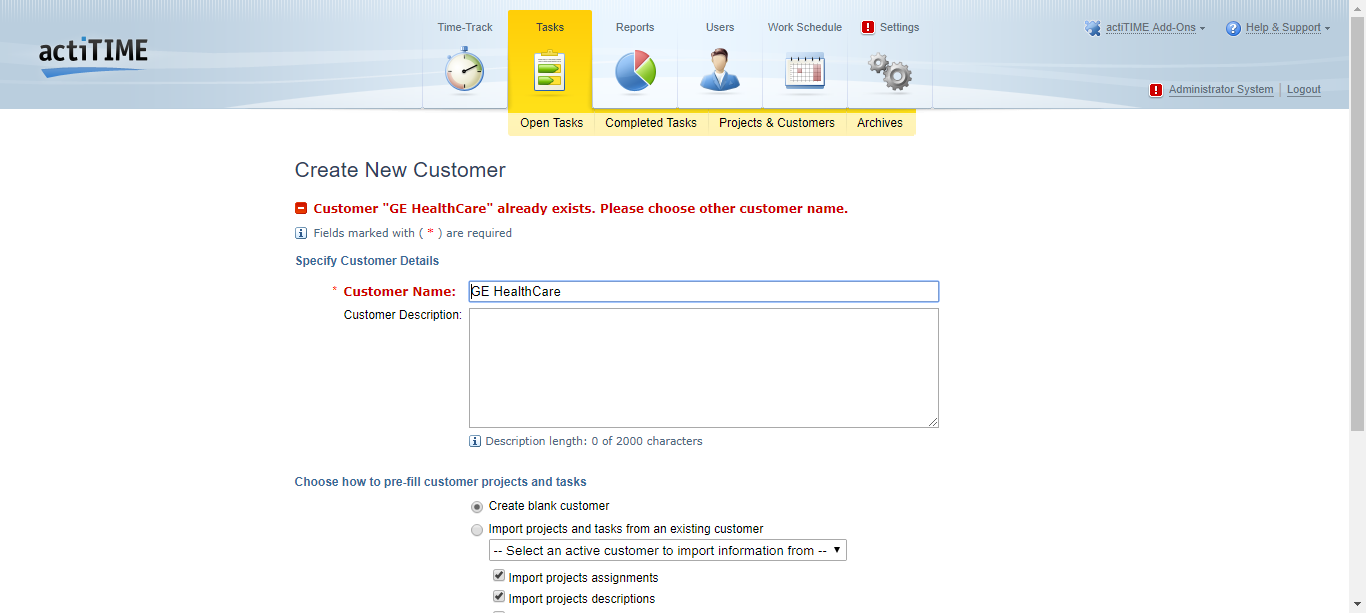 Time-Track Tasks Reports Users Work Schedule ! Settings actiTIME Add-Ons ? Help & Support
actiTIME
! Administrator System Logout
Open Tasks Completed Tasks Projects & Customers Archives
Create New Customer
Customer "GE HealthCare" already exists. Please choose other customer name.
i Fields marked with ( * ) are required
Specify Customer Details
* Customer Name: GE HealthCare
Customer Description:
i Description length: 0 of 2000 characters
Choose how to pre-fill customer projects and tasks
Create blank customer
Import projects and tasks from an existing customer
-- Select an active customer to import information from --
Import projects assignments
Import projects descriptions